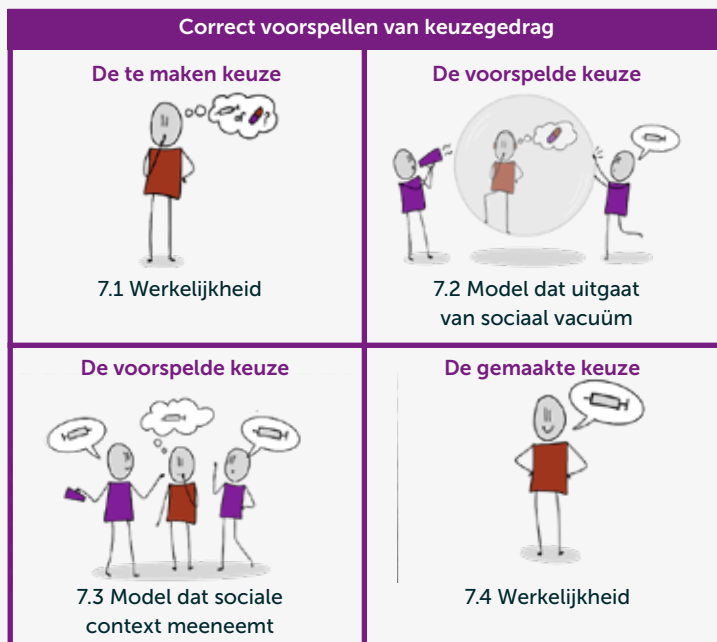 Correct voorspellen van keuzegedrag
De te maken keuze
7.1 Werkelijkheid
De voorspelde keuze
7.2 Model dat uitgaat
van sociaal vacuüm
De voorspelde keuze
7.3 Model dat sociale
context meeneemt
De gemaakte keuze
7.4 Werkelijkheid